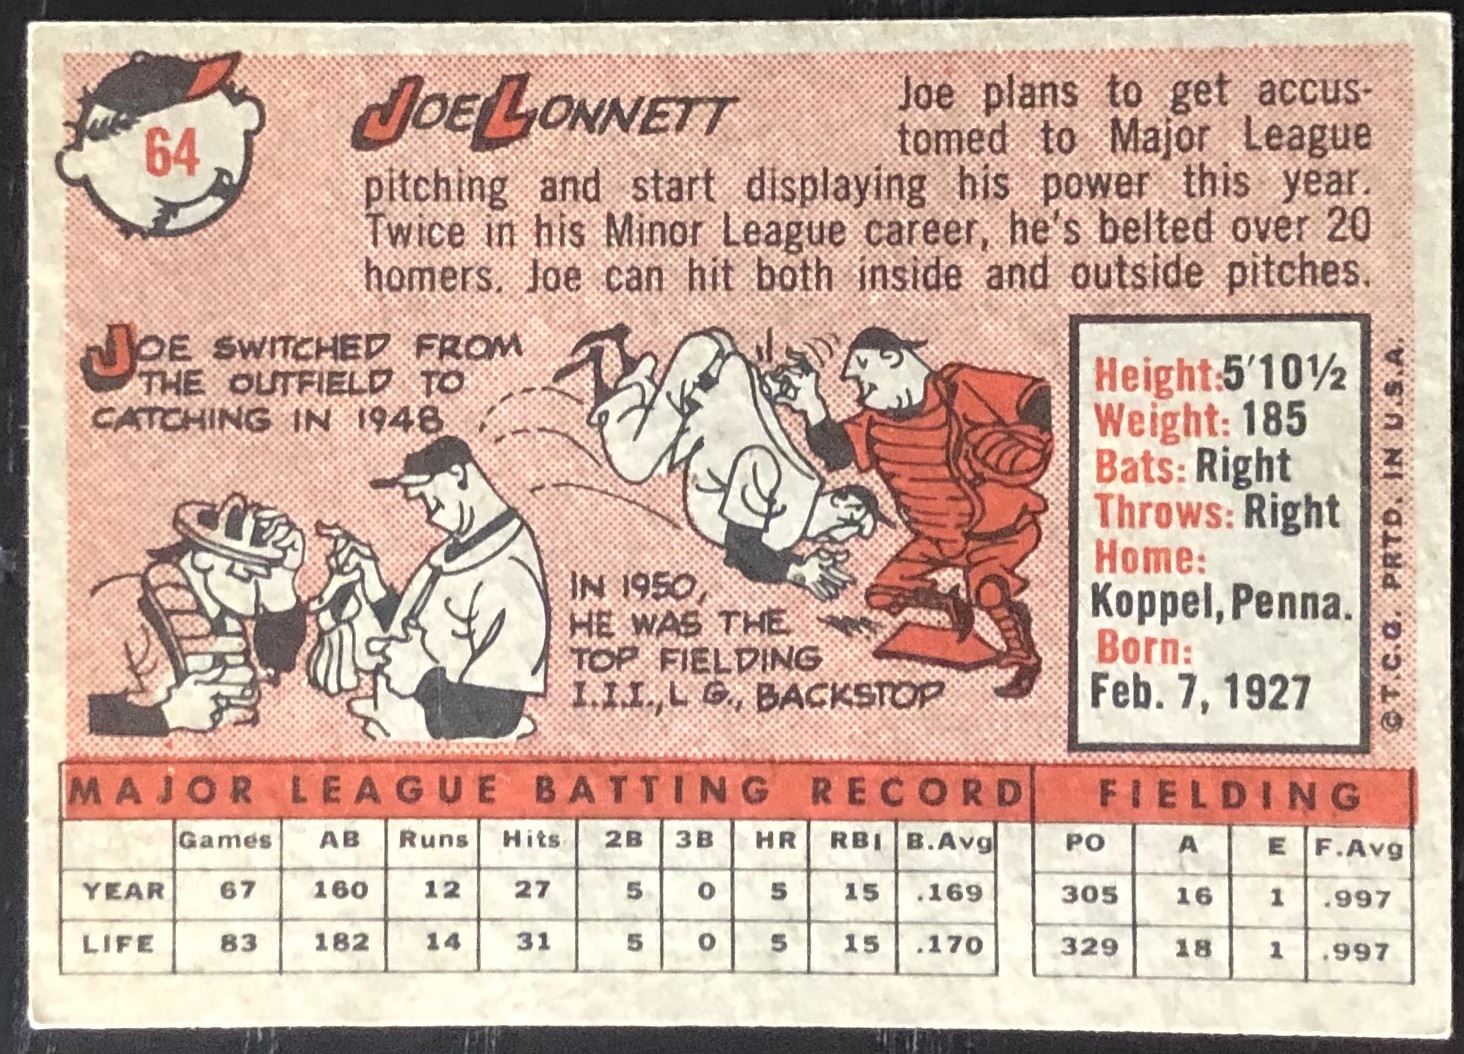 64
JOE LONNETT
Joe plans to get accus-
tomed to Major League
pitching and start displaying his power this year.
Twice in his Minor League career, he's belted over 20
homers. Joe can hit both inside and outside pitches.
JOE SWITCHED FROM
THE OUTFIELD TO
CATCHING IN 1948
IN 1950,
HE WAS THE
TOP FIELDING
I.I.I., L G., BACKSTOP
Height: 5'10½
Weight: 185
Bats: Right
Throws: Right
Home:
Koppel, Penna.
Born:
Feb. 7, 1927
©T.C.G. PRTD. IN U.S.A.
MAJOR LEAGUE BATTING RECORD FIELDING
Games AB Runs Hits 2B 3B HR RBI B.Avg PO A E F.Avg
YEAR 67 160 12 27 5 0 5 15 .169 305 16 1 .997
LIFE 83 182 14 31 5 0 5 15 .170 329 18 1 .997